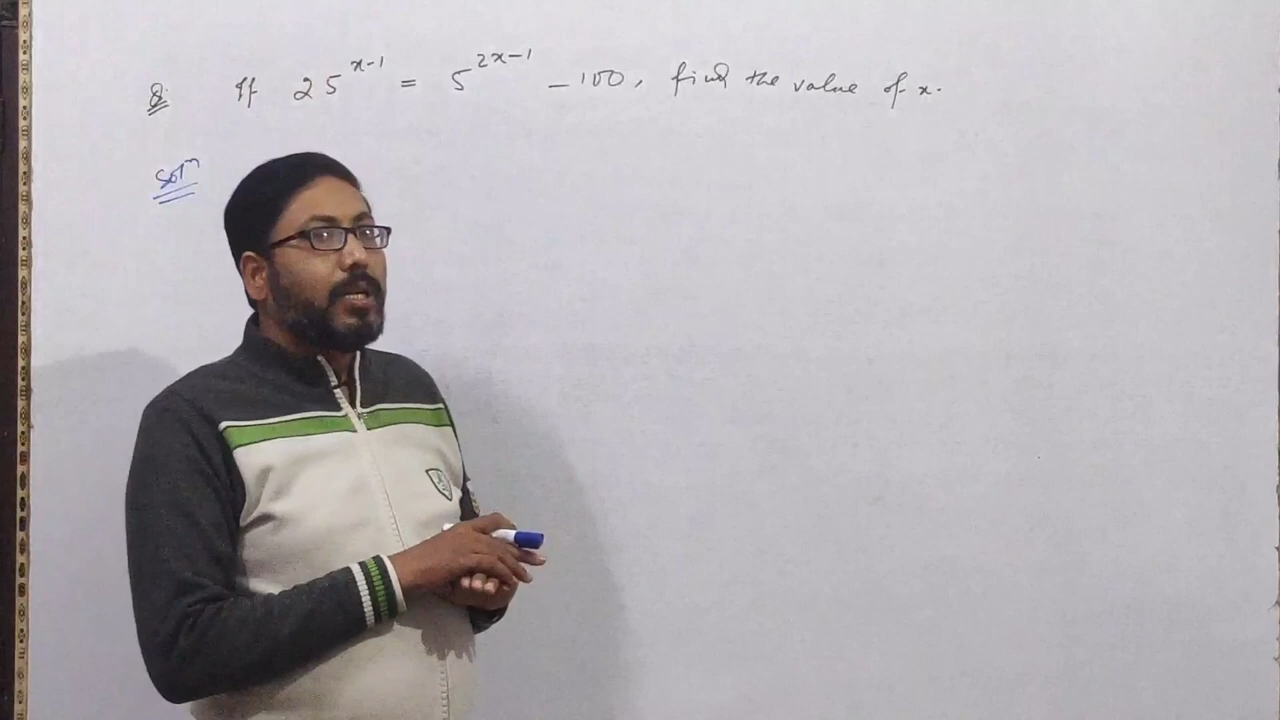 Q: If 25^{x-1} = 5^{2x-1} - 100, find the value of x.
Solⁿ